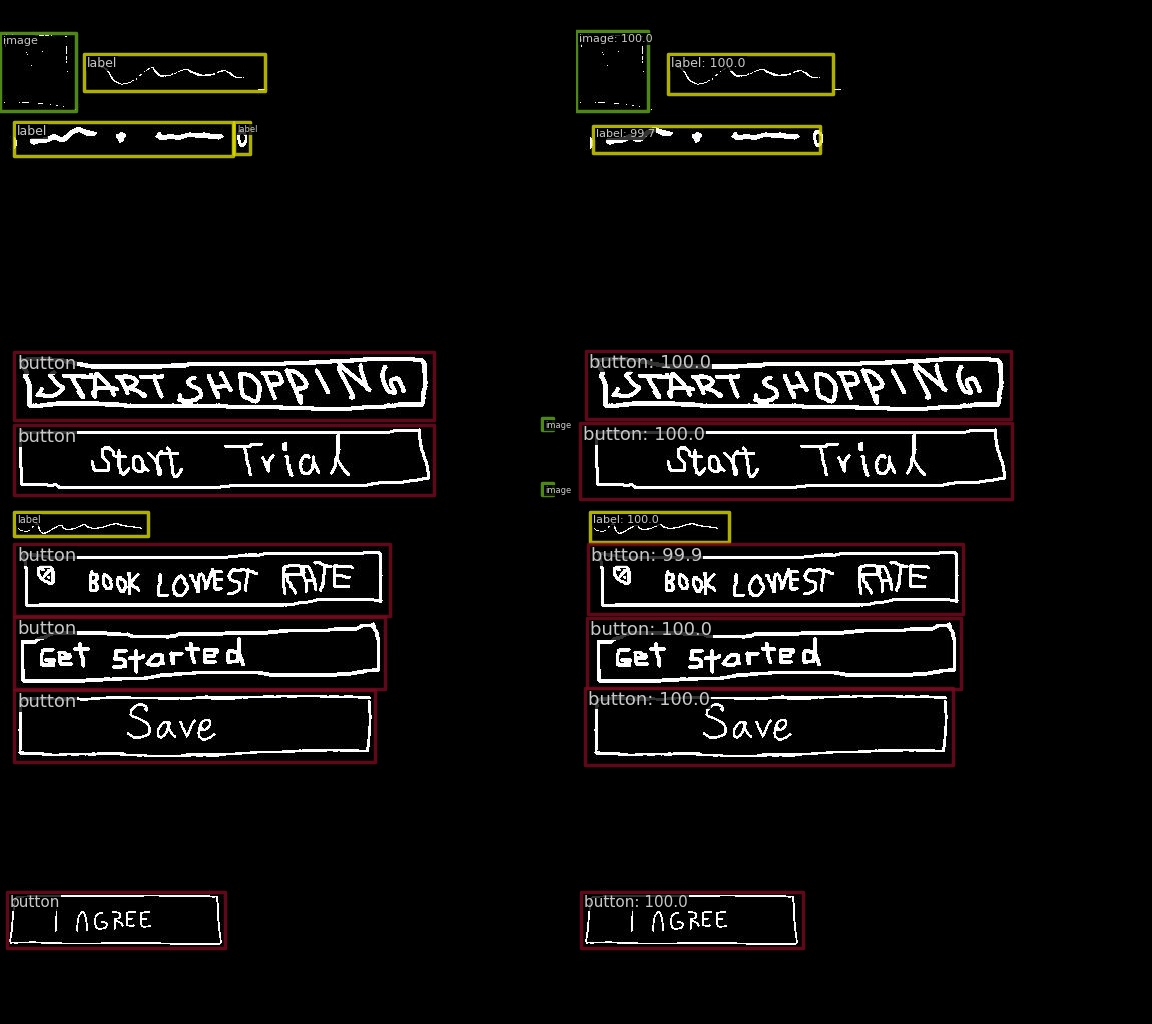 image image: 100.0
label label: 100.0
label label label: 99.7
button button: 100.0
START SHOPPING START SHOPPING
image
button button: 100.0
Start Trial Start Trial
image
label label: 100.0
button button: 99.9
BOOK LOWEST RATE BOOK LOWEST RATE
button button: 100.0
Get Started Get Started
button button: 100.0
Save Save
button button: 100.0
I AGREE I AGREE